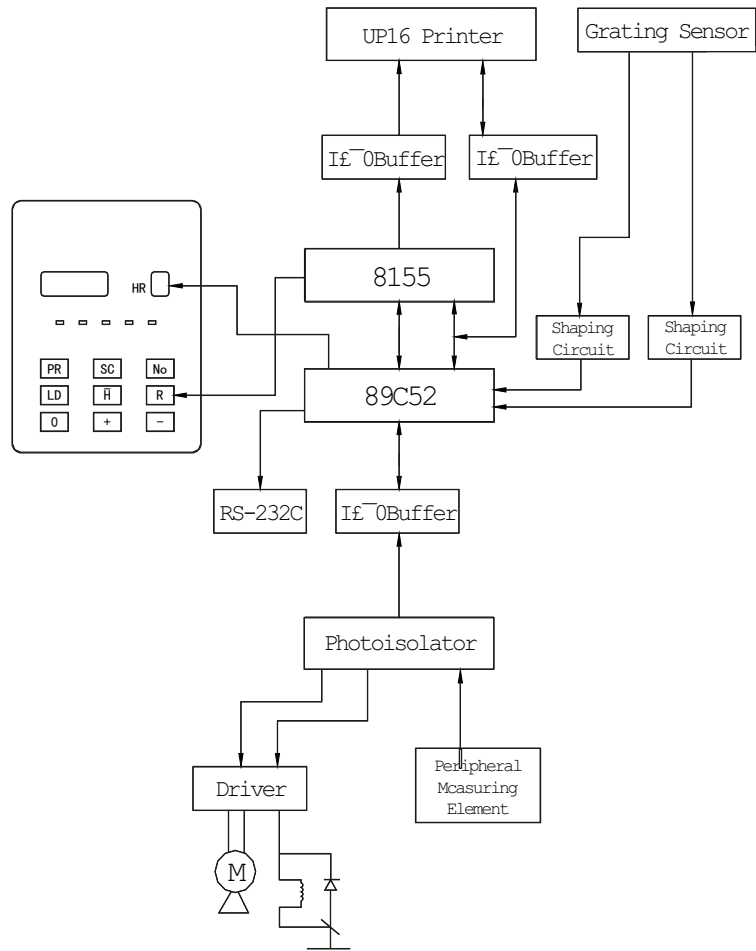 UP16 Printer
Grating Sensor
I£¯0Buffer
I£¯0Buffer
8155
HR
Shaping
Circuit
Shaping
Circuit
PR SC No
LD H̅ R
0 + −
89C52
RS-232C
I£¯0Buffer
Photoisolator
Driver
Peripheral
Mcasuring
Element
M